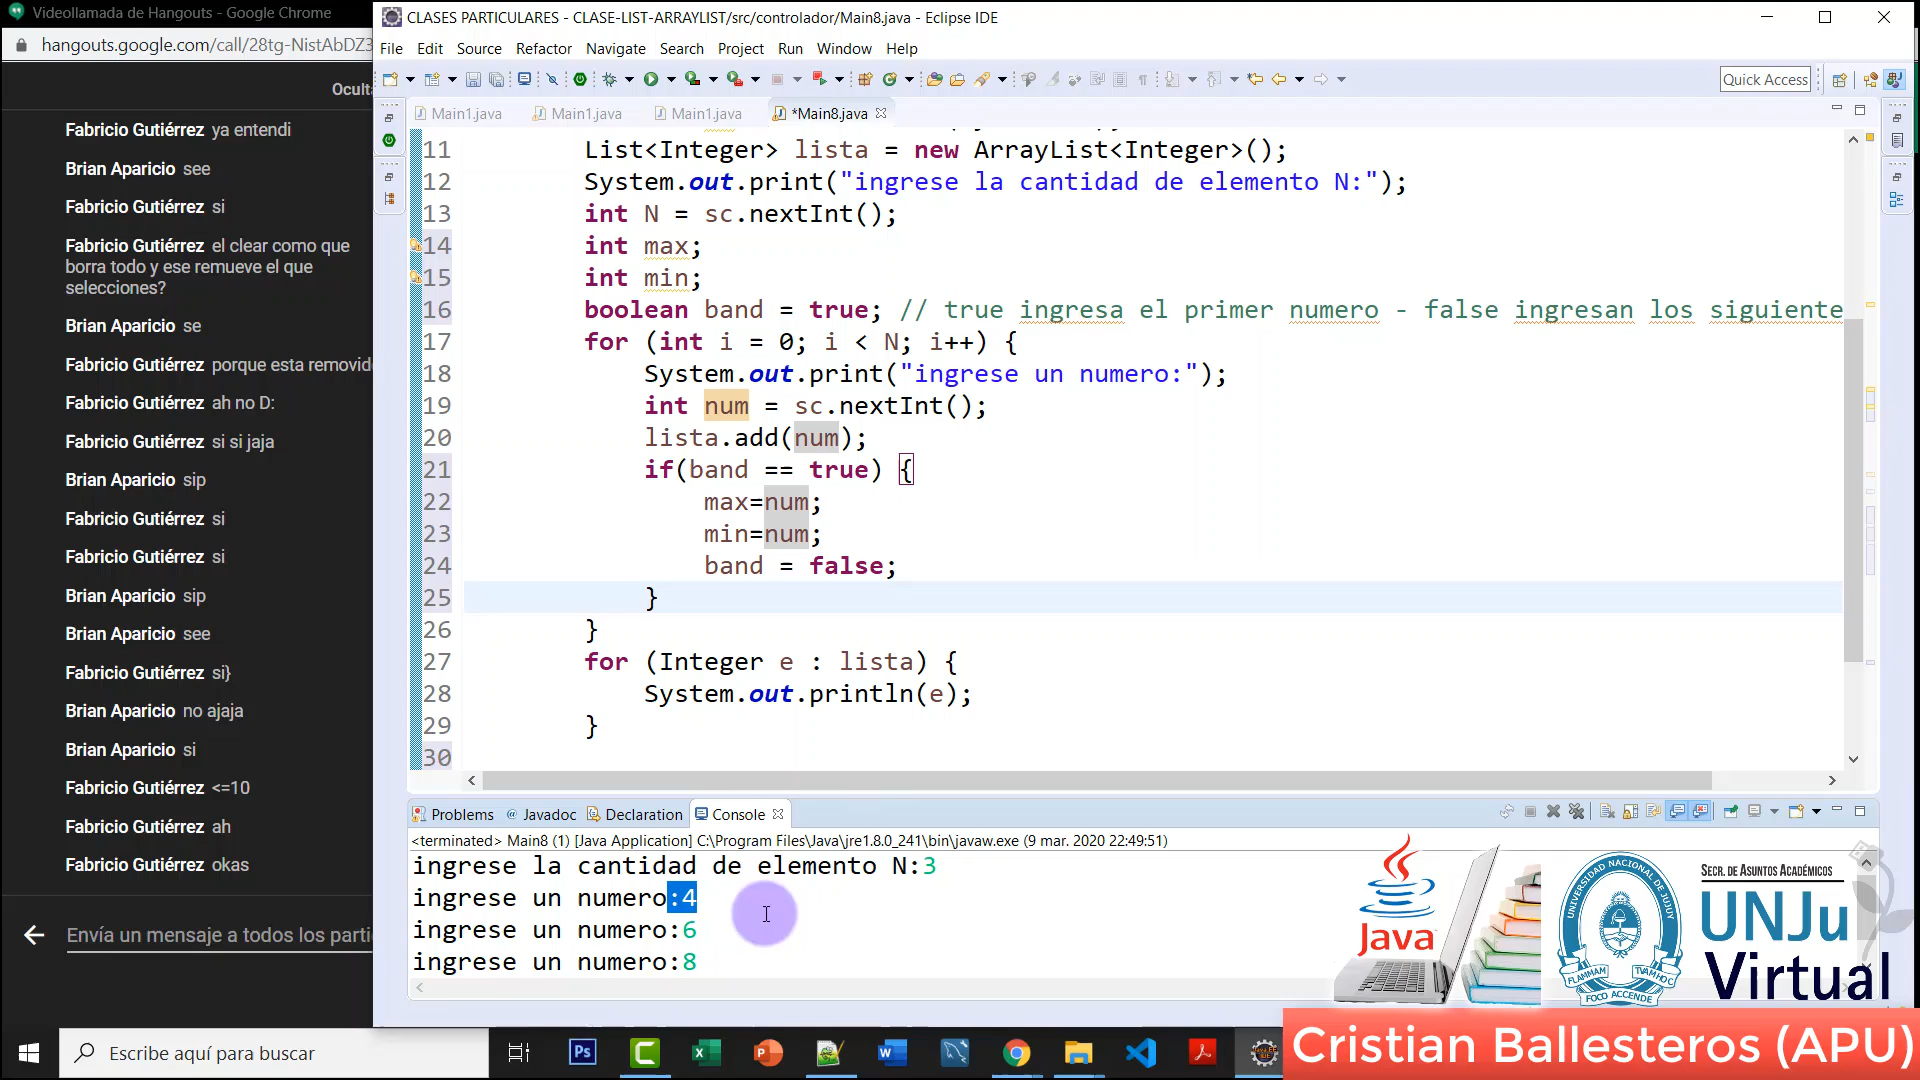 Videollamada de Hangouts - Google Chrome
hangouts.google.com/call/28tg-NistAbDZ3
Oculta
Fabricio Gutiérrez ya entendi
Brian Aparicio see
Fabricio Gutiérrez si
Fabricio Gutiérrez el clear como que
borra todo y ese remueve el que
selecciones?
Brian Aparicio se
Fabricio Gutiérrez porque esta removid
Fabricio Gutiérrez ah no D:
Fabricio Gutiérrez si si jaja
Brian Aparicio sip
Fabricio Gutiérrez si
Fabricio Gutiérrez si
Brian Aparicio sip
Brian Aparicio see
Fabricio Gutiérrez si}
Brian Aparicio no ajaja
Brian Aparicio si
Fabricio Gutiérrez <=10
Fabricio Gutiérrez ah
Fabricio Gutiérrez okas
Envía un mensaje a todos los parti
CLASES PARTICULARES - CLASE-LIST-ARRAYLIST/src/controlador/Main8.java - Eclipse IDE
File Edit Source Refactor Navigate Search Project Run Window Help
Quick Access
Main1.java Main1.java Main1.java *Main8.java
11 List<Integer> lista = new ArrayList<Integer>();
12 System.out.print("ingrese la cantidad de elemento N:");
13 int N = sc.nextInt();
14 int max;
15 int min;
16 boolean band = true; // true ingresa el primer numero - false ingresan los siguiente
17 for (int i = 0; i < N; i++) {
18 System.out.print("ingrese un numero:");
19 int num = sc.nextInt();
20 lista.add(num);
21 if(band == true) {
22 max=num;
23 min=num;
24 band = false;
25 }
26 }
27 for (Integer e : lista) {
28 System.out.println(e);
29 }
30
Problems Javadoc Declaration Console
<terminated> Main8 (1) [Java Application] C:\Program Files\Java\jre1.8.0_241\bin\javaw.exe (9 mar. 2020 22:49:51)
ingrese la cantidad de elemento N:3
ingrese un numero:4
ingrese un numero:6
ingrese un numero:8
Java
UNIVERSIDAD NACIONAL DE JUJUY
FOCO ACCENDE
Secr. de Asuntos Académicos
UNJu
Virtual
Escribe aquí para buscar
Cristian Ballesteros (APU)